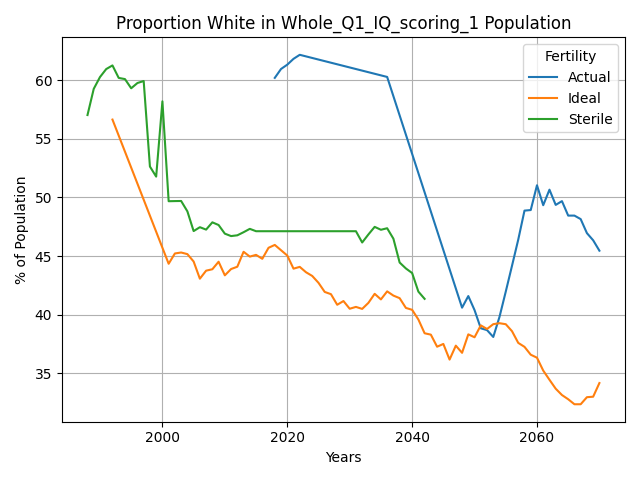 Proportion White in Whole_Q1_IQ_scoring_1 Population
% of Population
60
55
50
45
40
35
Fertility
Actual
Ideal
Sterile
2000
2020
2040
2060
Years